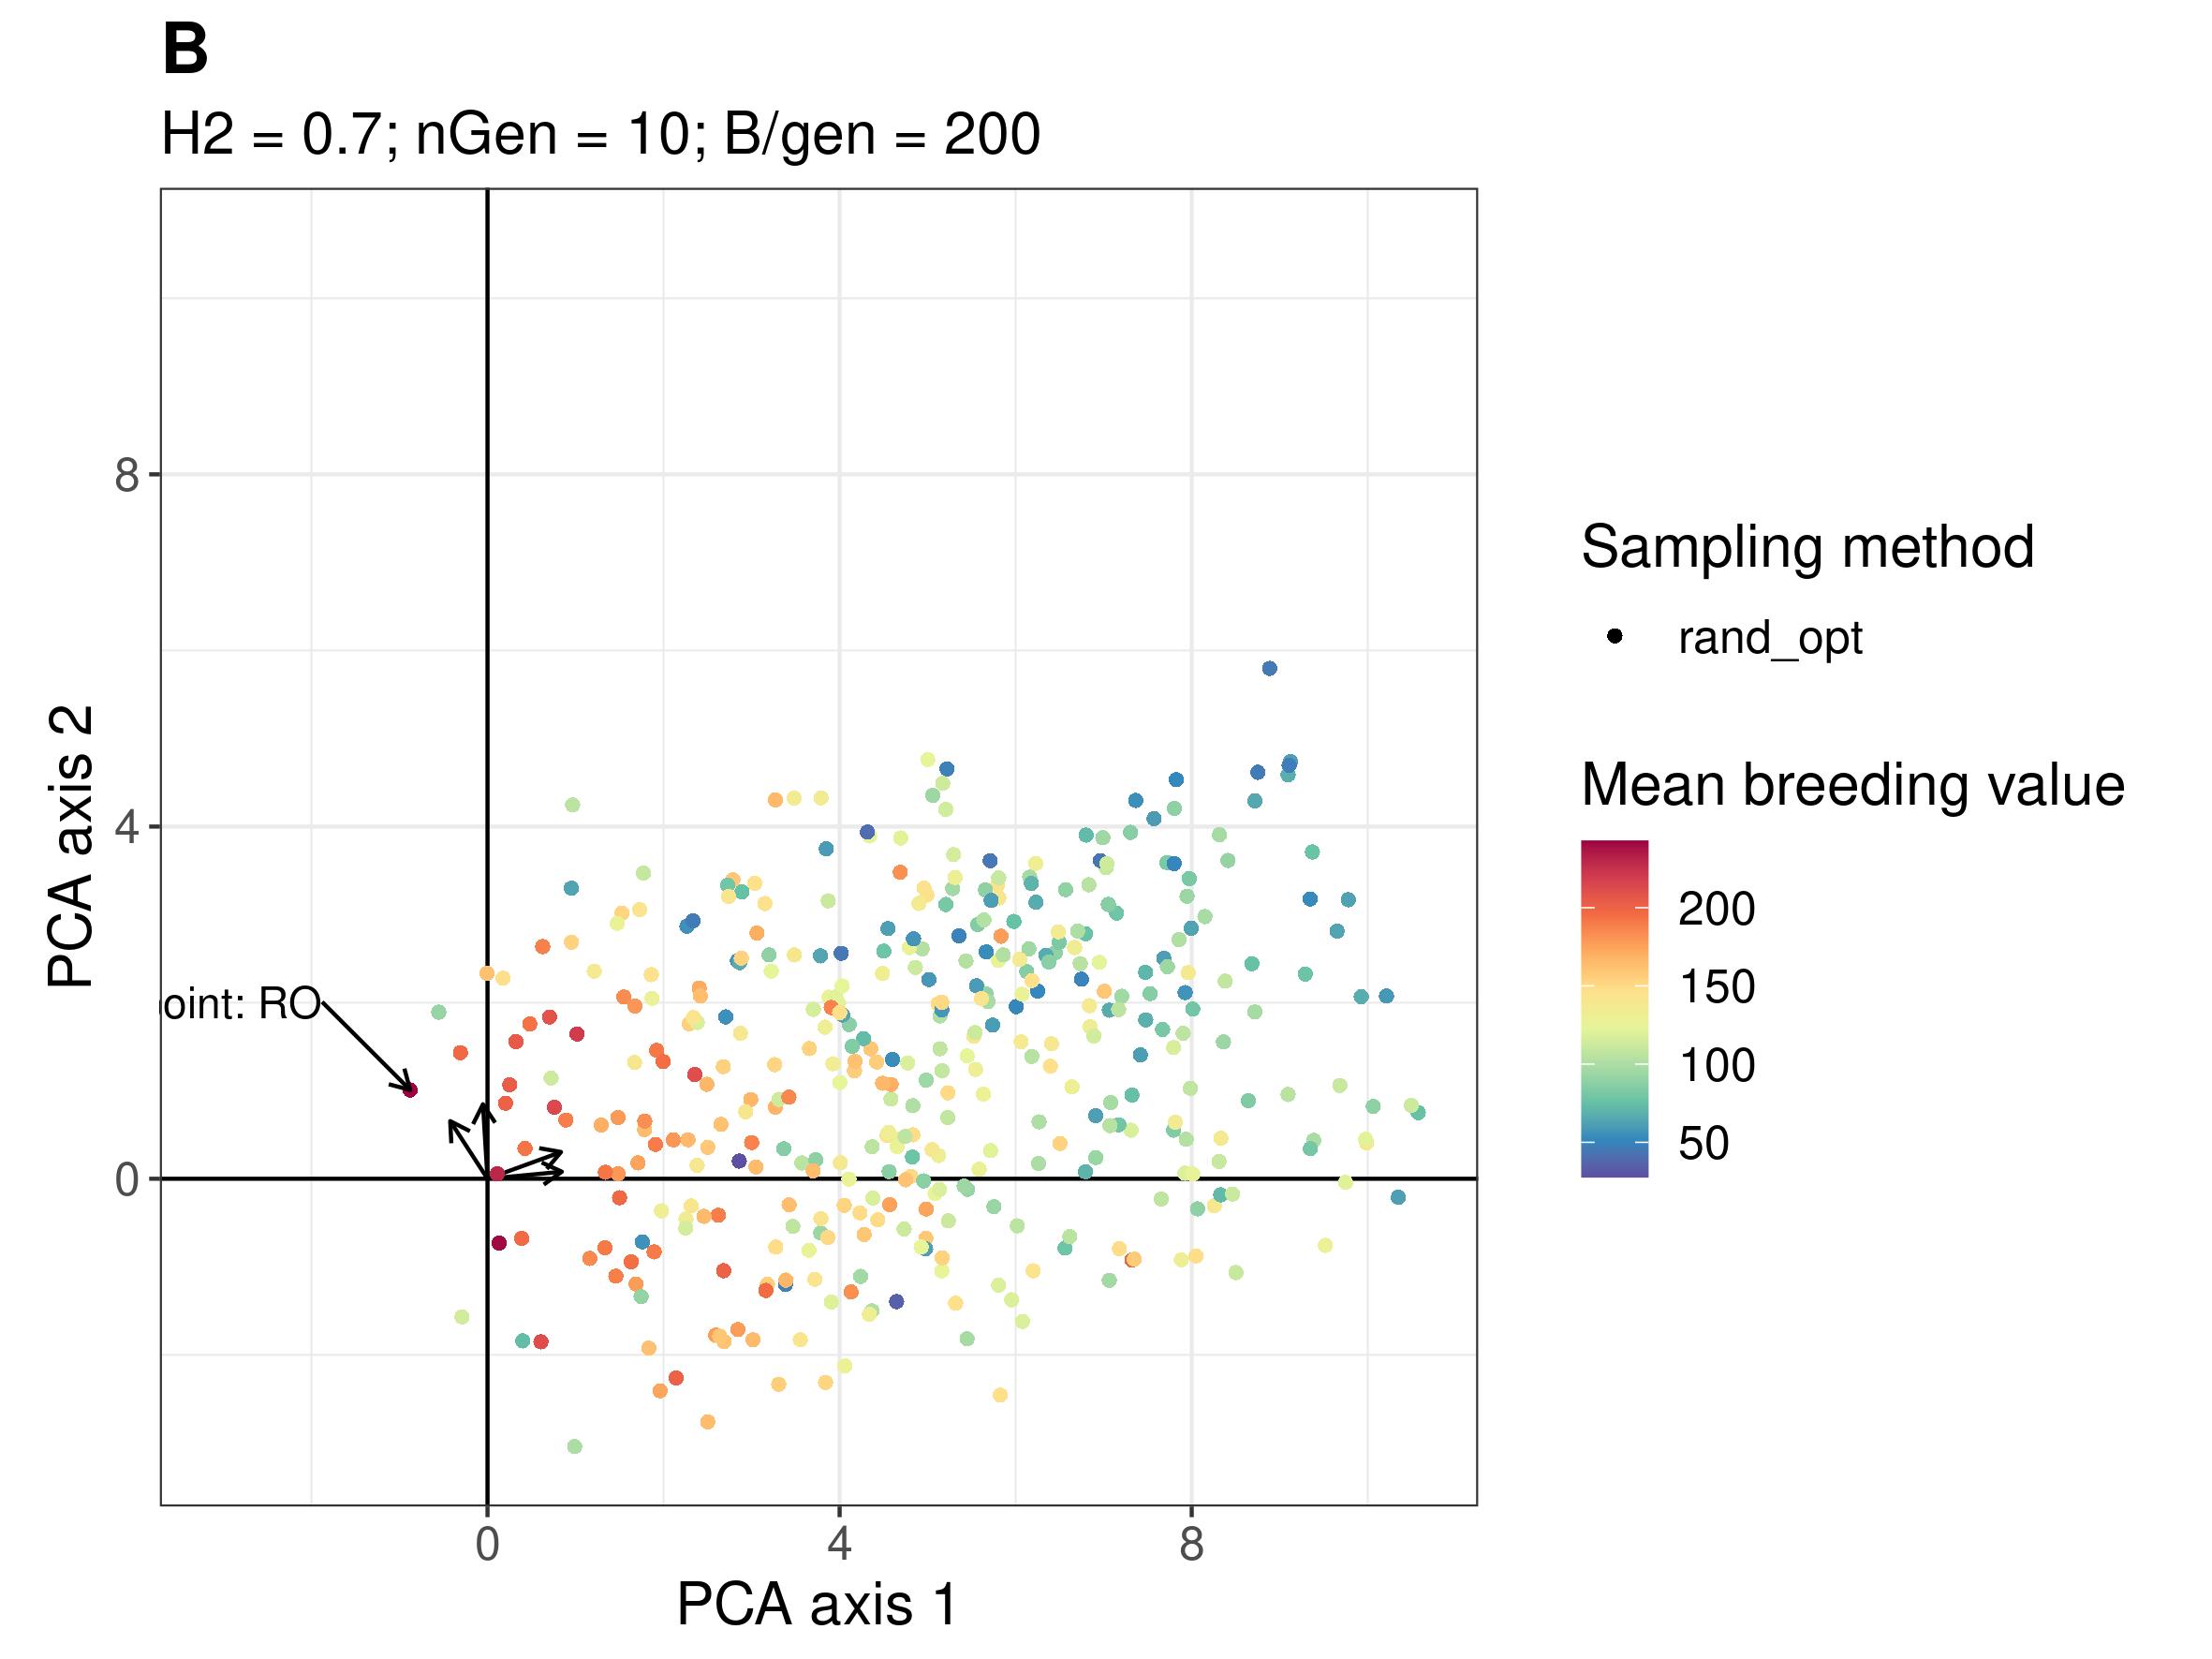 B
H2 = 0.7; nGen = 10; B/gen = 200
PCA axis 2
8
4
0
oint: RO
0
4
8
PCA axis 1
Sampling method
rand_opt
Mean breeding value
200
150
100
50